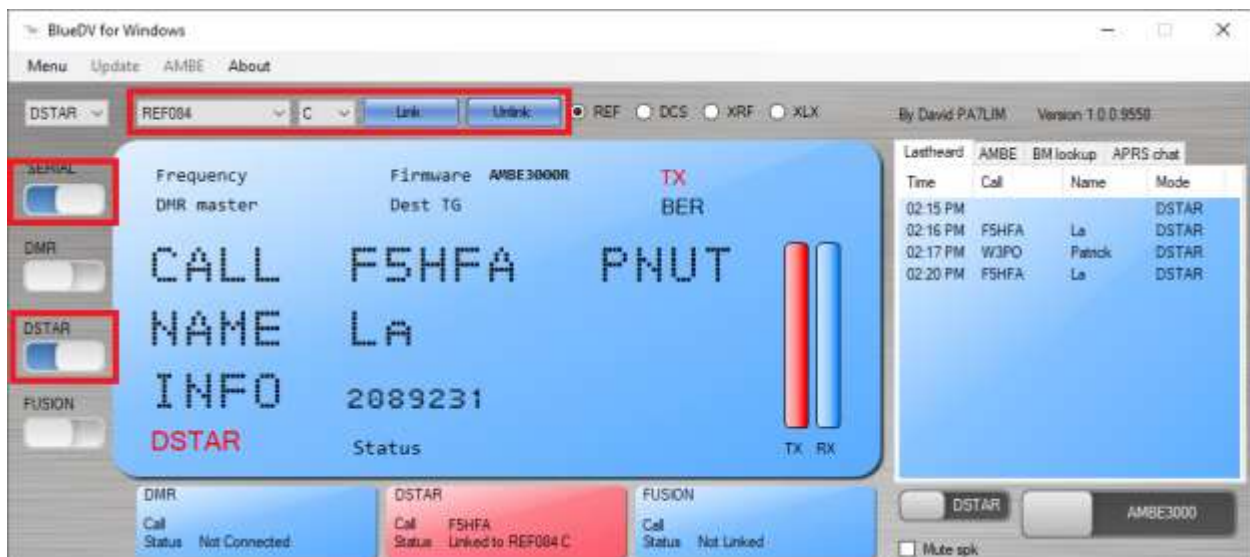 BlueDV for Windows
Menu Update AMBE About
DSTAR REF084 C Link Unlink REF DCS XRF XLX By David PA7LIM Version 1.0.0.9558
SERIAL
DMR
DSTAR
FUSION
Frequency Firmware AMBE3000R TX
DMR master Dest TG BER
CALL F5HFA PNUT
NAME La
INFO 2089231
DSTAR Status TX RX
Lastheard AMBE BM lookup APRS chat
Time Call Name Mode
02:15 PM DSTAR
02:16 PM F5HFA La DSTAR
02:17 PM W3PO Patrick DSTAR
02:20 PM F5HFA La DSTAR
DMR
Call
Status Not Connected
DSTAR
Call F5HFA
Status Linked to REF084 C
FUSION
Call
Status Not Linked
DSTAR AMBE3000
Mute spk